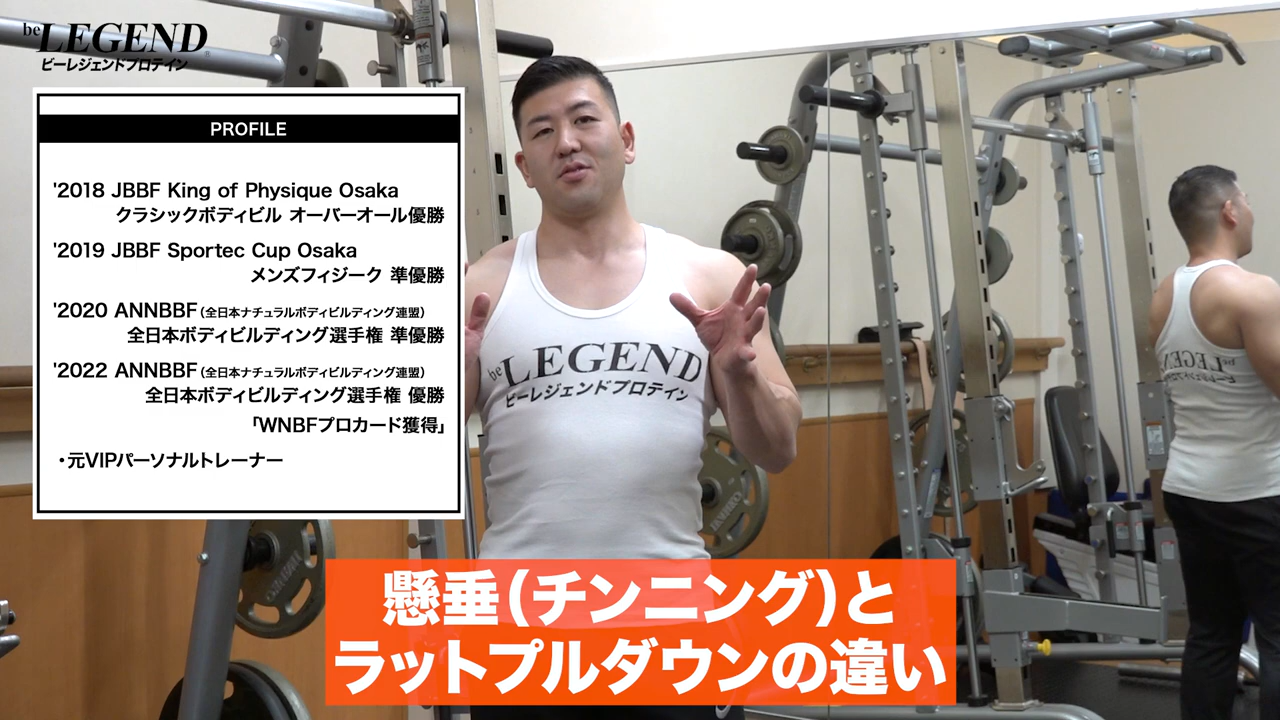 be LEGEND
ビーレジェンドプロテイン
PROFILE
'2018 JBBF King of Physique Osaka
クラシックボディビル オーバーオール優勝
'2019 JBBF Sportec Cup Osaka
メンズフィジーク 準優勝
'2020 ANNBBF（全日本ナチュラルボディビルディング連盟）
全日本ボディビルディング選手権 準優勝
'2022 ANNBBF（全日本ナチュラルボディビルディング連盟）
全日本ボディビルディング選手権 優勝
「WNBFプロカード獲得」
・元VIPパーソナルトレーナー
be LEGEND
ビーレジェンドプロテイン
懸垂（チンニング）と
ラットプルダウンの違い